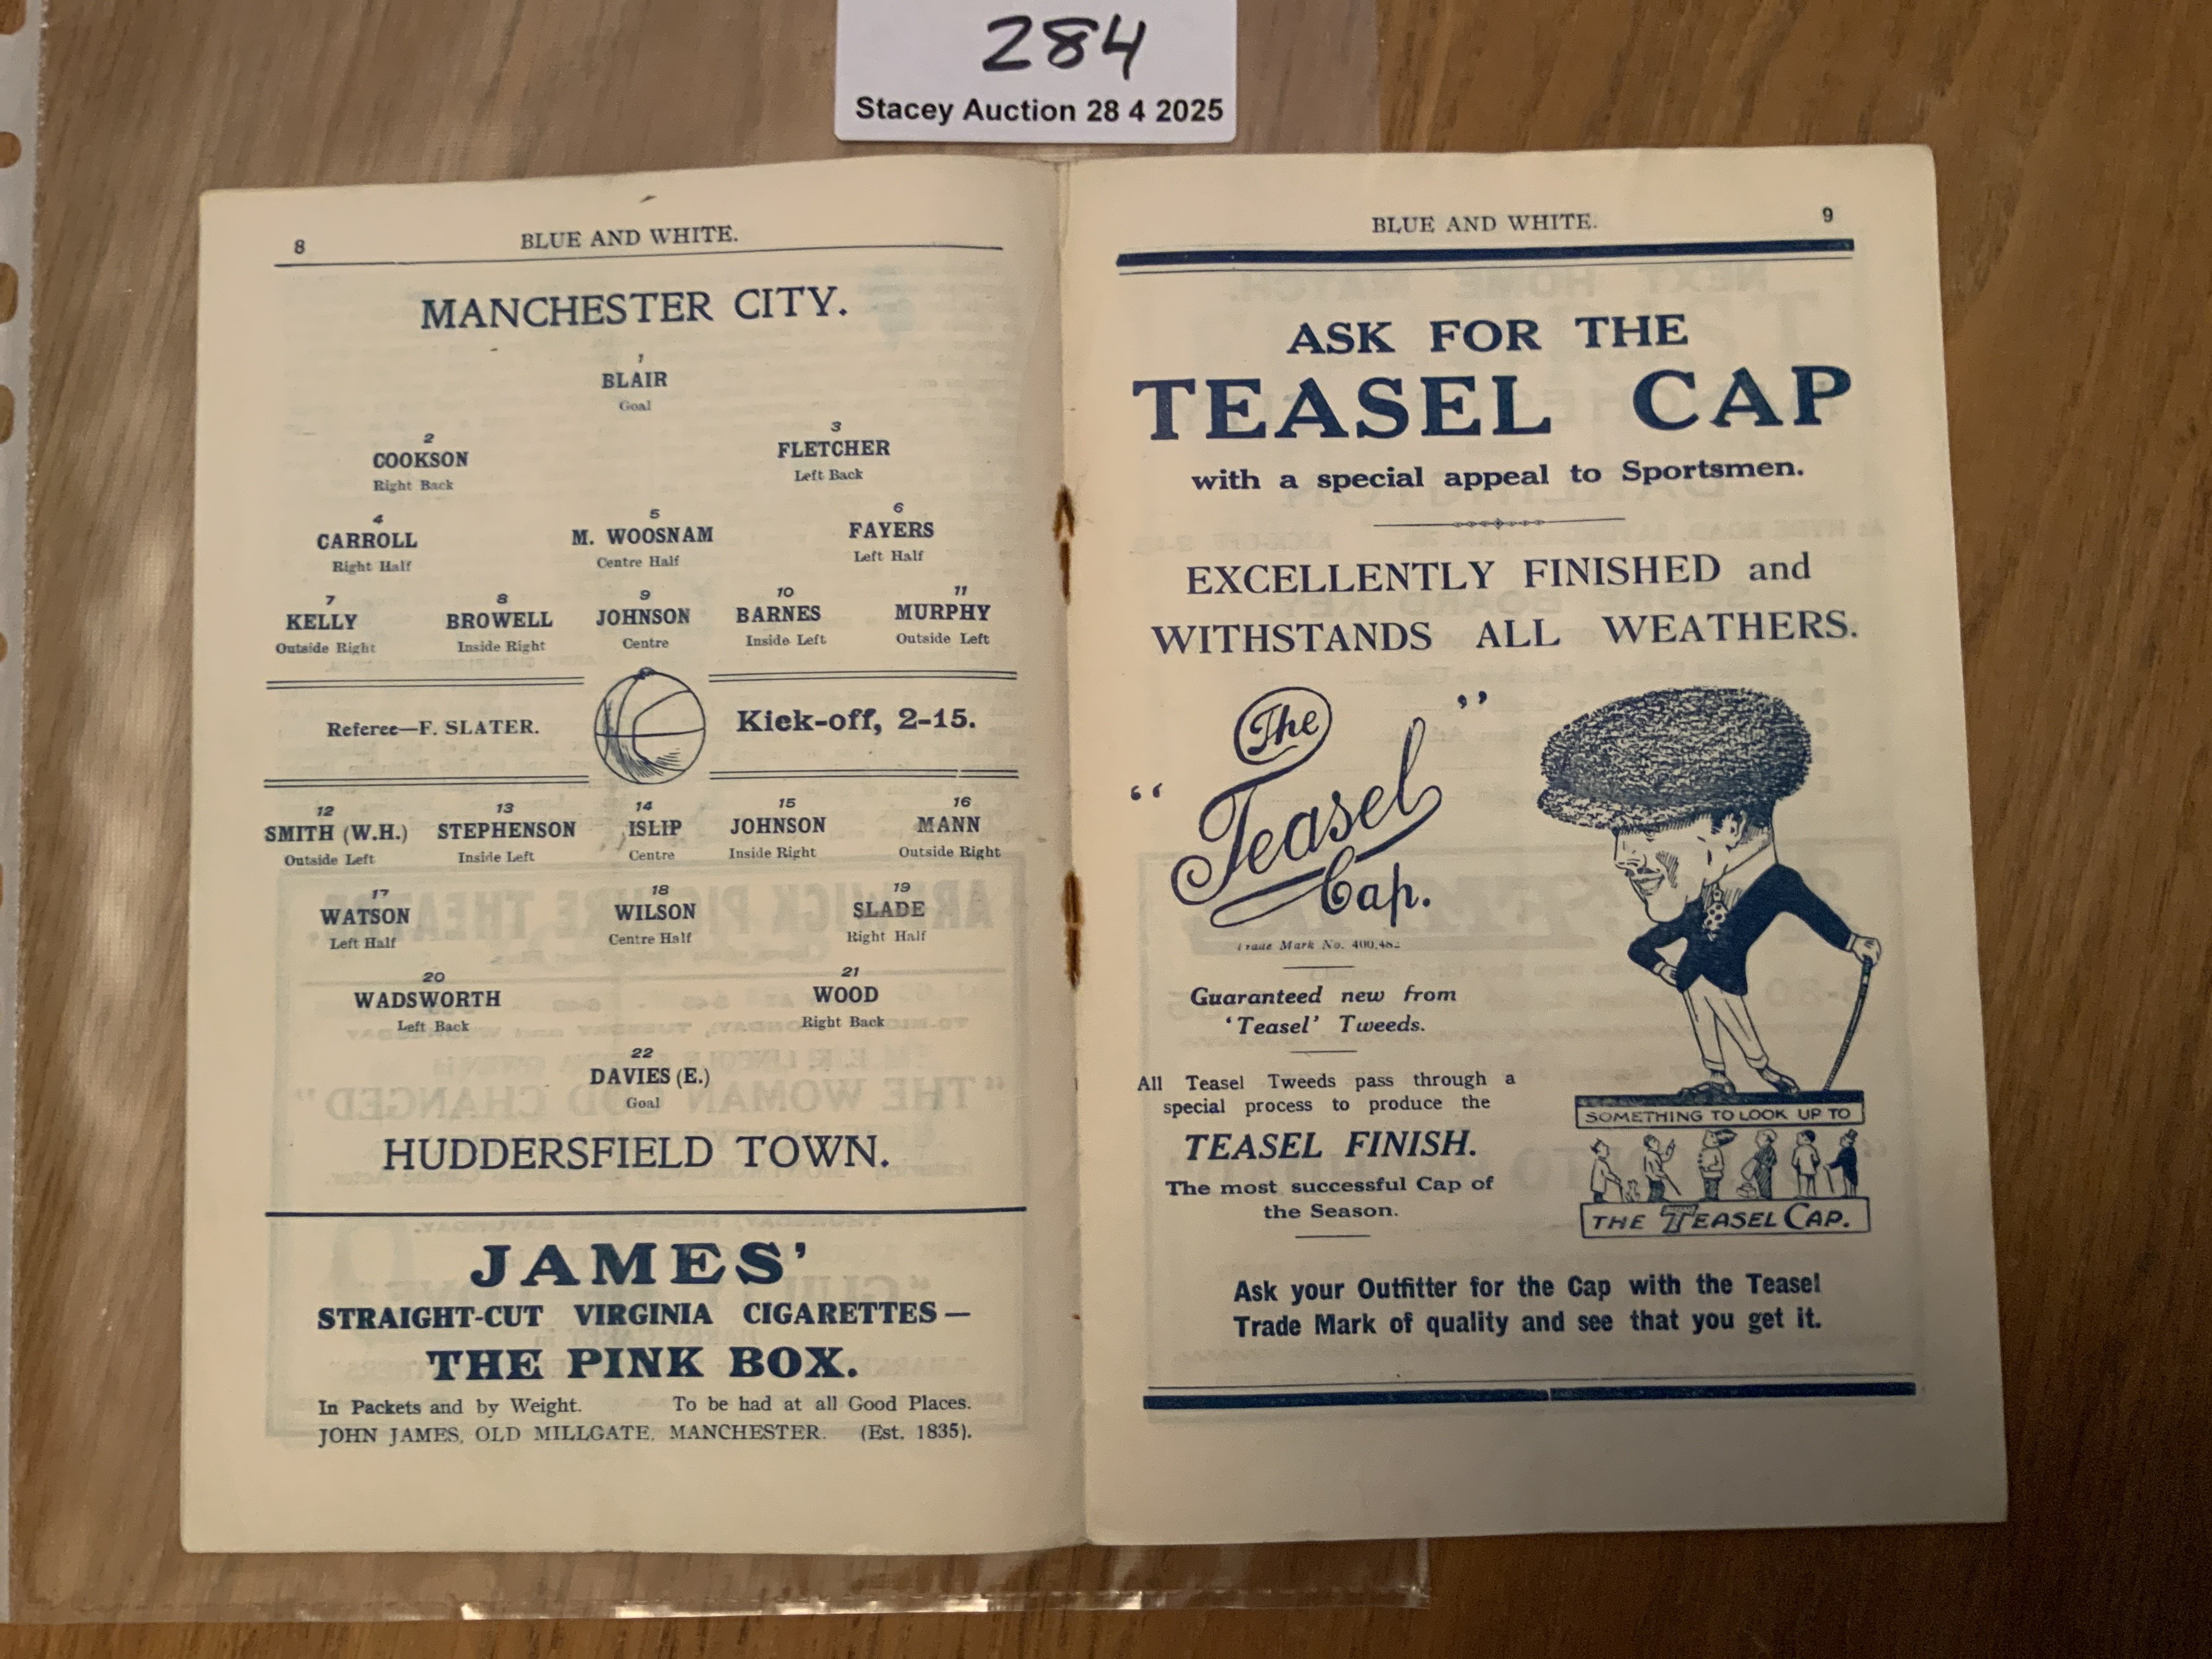 284
Stacey Auction 28 4 2025
8 BLUE AND WHITE.
MANCHESTER CITY.
1
BLAIR
Goal
2 3
COOKSON FLETCHER
Right Back Left Back
4 5 6
CARROLL M. WOOSNAM FAYERS
Right Half Centre Half Left Half
7 8 9 10 11
KELLY BROWELL JOHNSON BARNES MURPHY
Outside Right Inside Right Centre Inside Left Outside Left
Referee—F. SLATER. Kick-off, 2-15.
12 13 14 15 16
SMITH (W.H.) STEPHENSON ISLIP JOHNSON MANN
Outside Left Inside Left Centre Inside Right Outside Right
17 18 19
WATSON WILSON SLADE
Left Half Centre Half Right Half
20 21
WADSWORTH WOOD
Left Back Right Back
22
DAVIES (E.)
Goal
HUDDERSFIELD TOWN.
JAMES'
STRAIGHT-CUT VIRGINIA CIGARETTES—
THE PINK BOX.
In Packets and by Weight. To be had at all Good Places.
JOHN JAMES, OLD MILLGATE, MANCHESTER. (Est. 1835).
BLUE AND WHITE. 9
ASK FOR THE
TEASEL CAP
with a special appeal to Sportsmen.
EXCELLENTLY FINISHED and
WITHSTANDS ALL WEATHERS.
The
“Teasel”
Cap.
Trade Mark No.
Guaranteed new from
‘Teasel’ Tweeds.
All Teasel Tweeds pass through a
special process to produce the
TEASEL FINISH.
The most successful Cap of
the Season.
SOMETHING TO LOOK UP TO
THE TEASEL CAP.
Ask your Outfitter for the Cap with the Teasel
Trade Mark of quality and see that you get it.